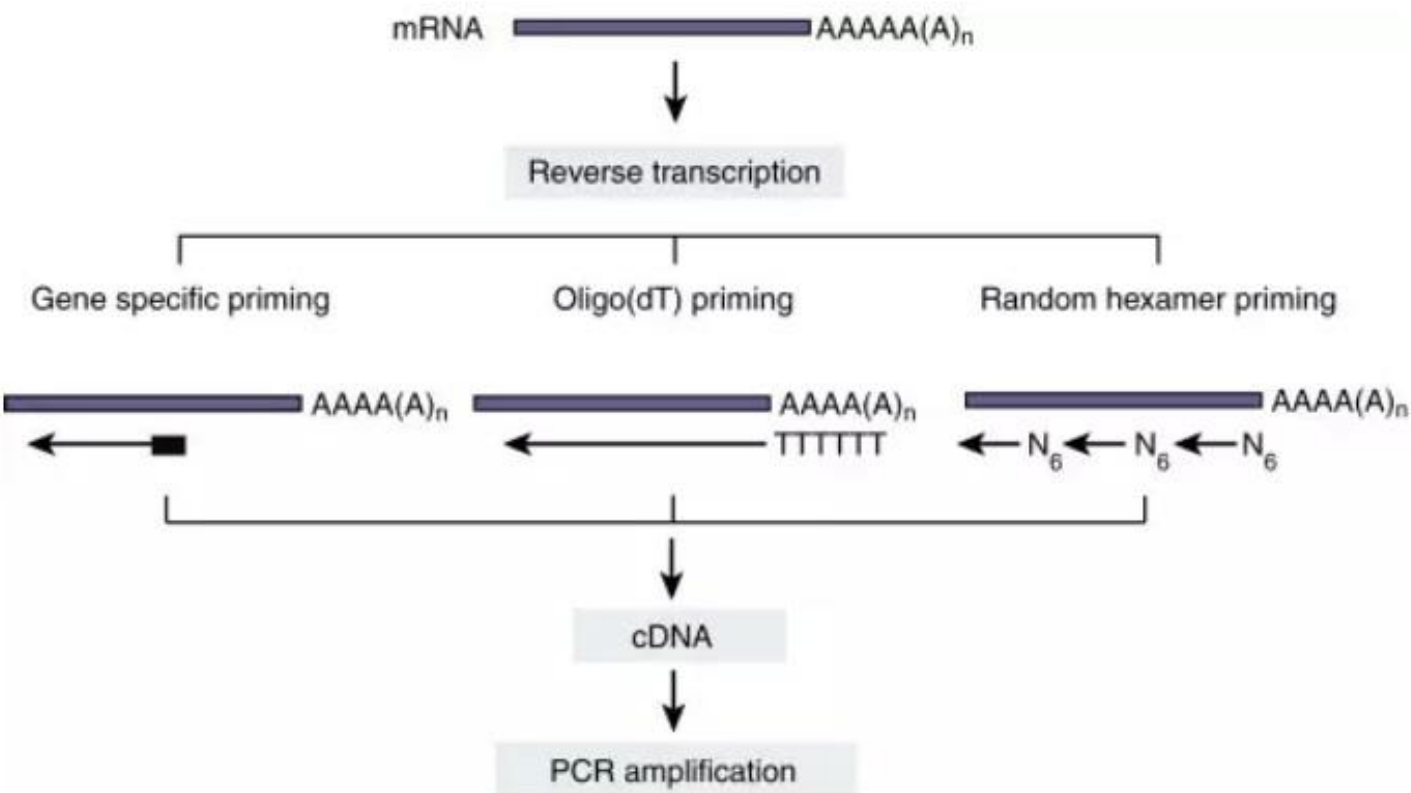 mRNA AAAAA(A)n
Reverse transcription
Gene specific priming Oligo(dT) priming Random hexamer priming
AAAA(A)n AAAA(A)n AAAA(A)n
TTTTTT N6 N6 N6
cDNA
PCR amplification